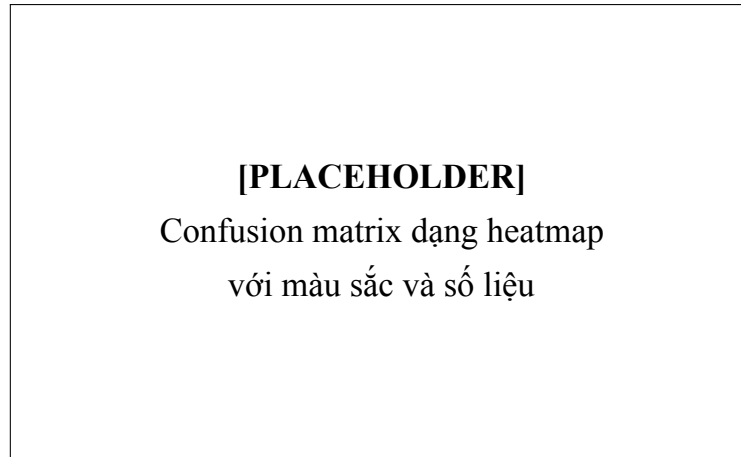 [PLACEHOLDER]
Confusion matrix dạng heatmap
với màu sắc và số liệu